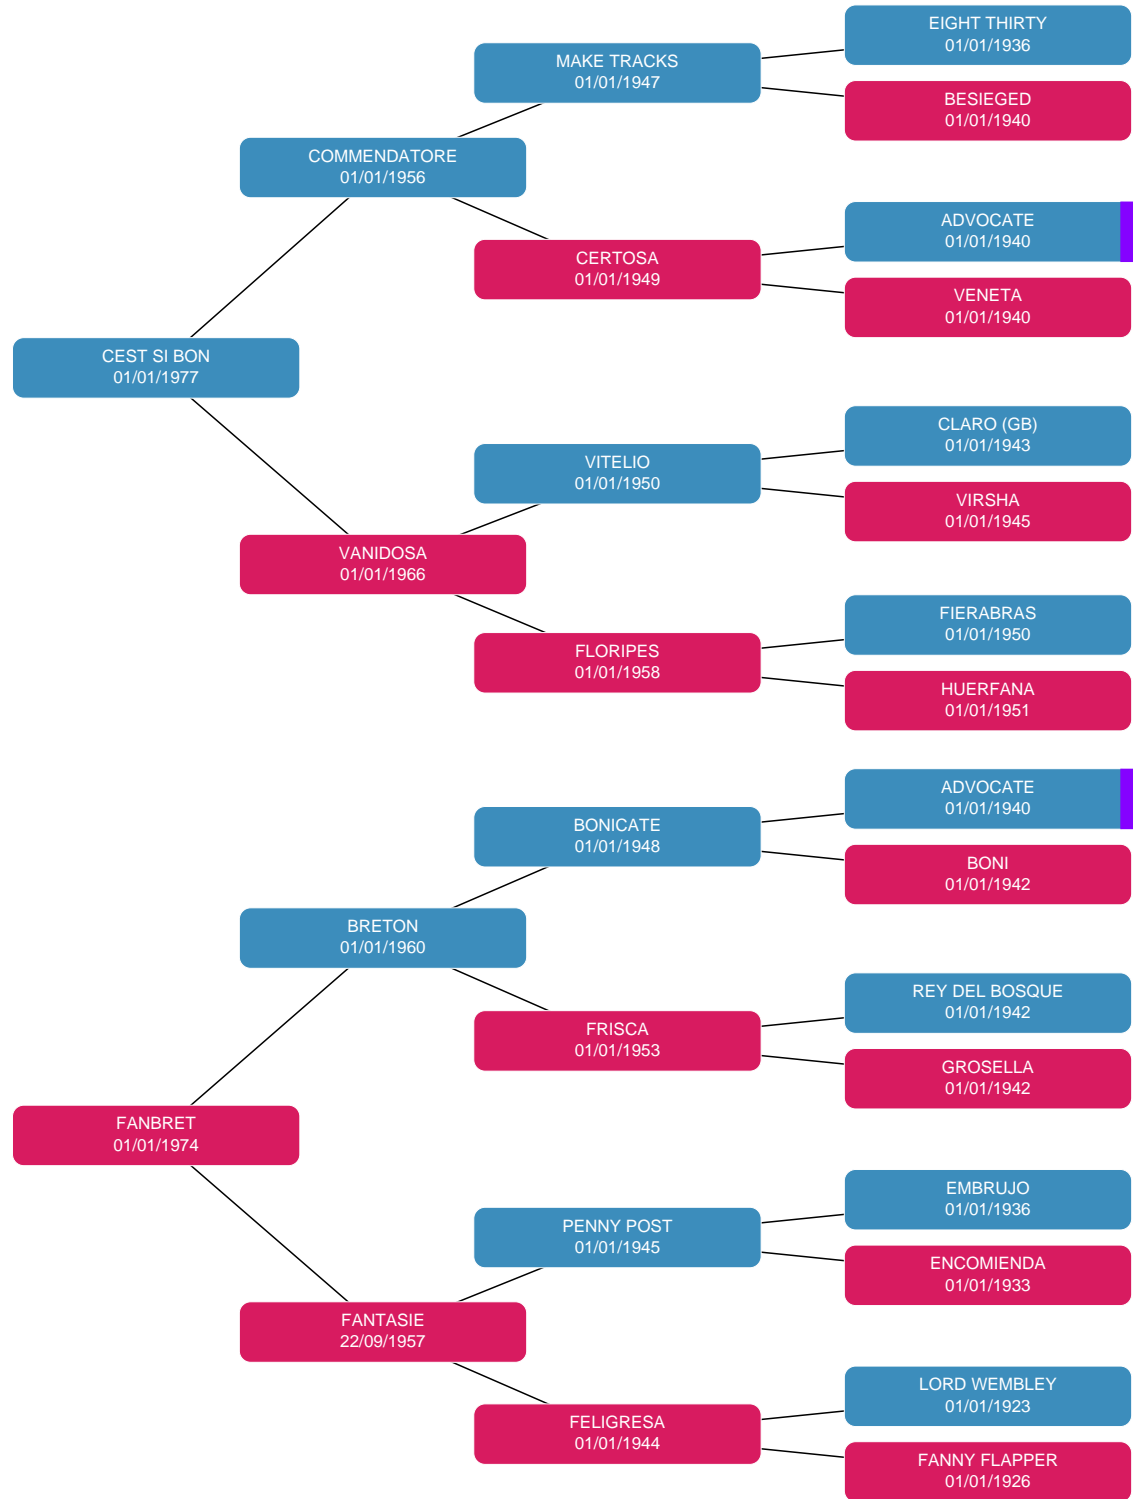 EIGHT THIRTY
01/01/1936
MAKE TRACKS
01/01/1947
BESIEGED
01/01/1940
COMMENDATORE
01/01/1956
ADVOCATE
01/01/1940
CERTOSA
01/01/1949
VENETA
01/01/1940
CEST SI BON
01/01/1977
CLARO (GB)
01/01/1943
VITELIO
01/01/1950
VIRSHA
01/01/1945
VANIDOSA
01/01/1966
FIERABRAS
01/01/1950
FLORIPES
01/01/1958
HUERFANA
01/01/1951
ADVOCATE
01/01/1940
BONICATE
01/01/1948
BONI
01/01/1942
BRETON
01/01/1960
REY DEL BOSQUE
01/01/1942
FRISCA
01/01/1953
GROSELLA
01/01/1942
FANBRET
01/01/1974
EMBRUJO
01/01/1936
PENNY POST
01/01/1945
ENCOMIENDA
01/01/1933
FANTASIE
22/09/1957
LORD WEMBLEY
01/01/1923
FELIGRESA
01/01/1944
FANNY FLAPPER
01/01/1926